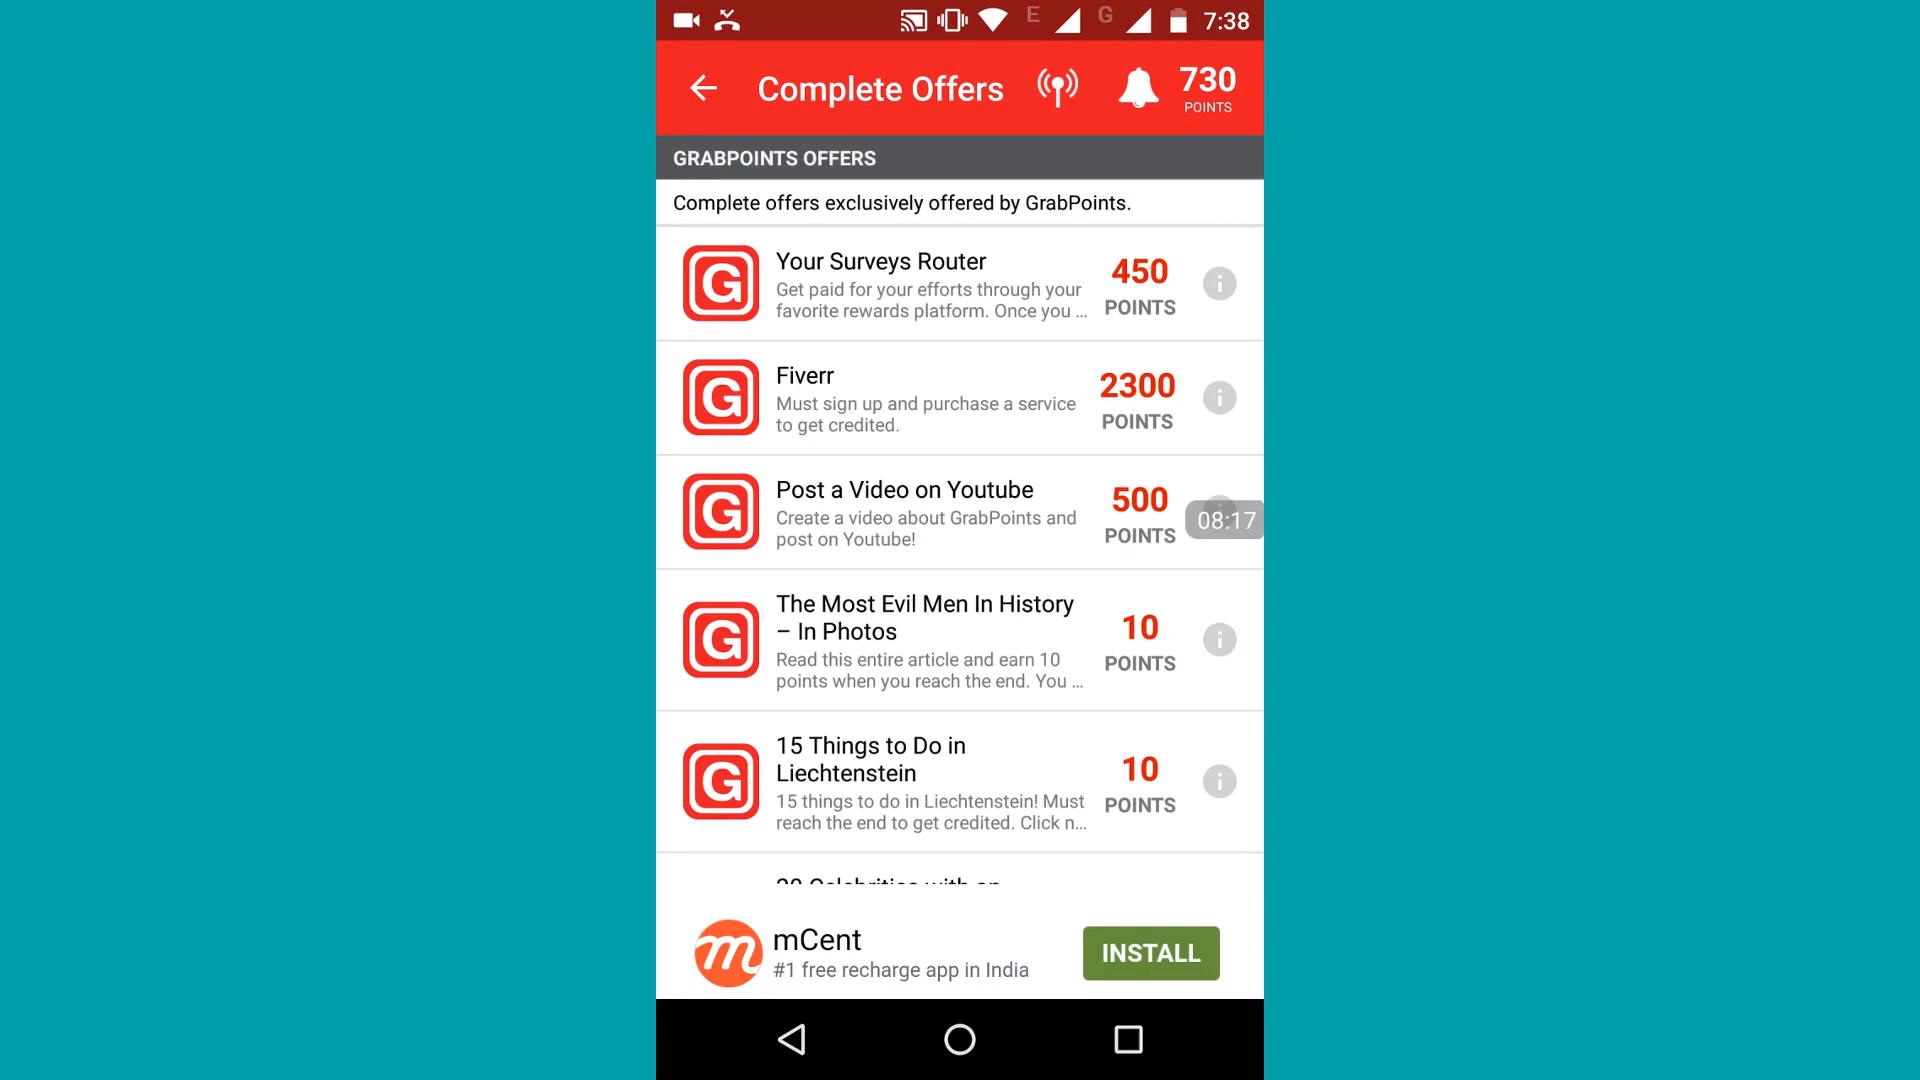 E G 7:38
Complete Offers 730
POINTS
GRABPOINTS OFFERS
Complete offers exclusively offered by GrabPoints.
G Your Surveys Router
Get paid for your efforts through your
favorite rewards platform. Once you ...
450
POINTS
G Fiverr
Must sign up and purchase a service
to get credited.
2300
POINTS
G Post a Video on Youtube
Create a video about GrabPoints and
post on Youtube!
500
POINTS
08:17
G The Most Evil Men In History
– In Photos
Read this entire article and earn 10
points when you reach the end. You ...
10
POINTS
G 15 Things to Do in
Liechtenstein
15 things to do in Liechtenstein! Must
reach the end to get credited. Click n...
10
POINTS
m mCent
#1 free recharge app in India
INSTALL